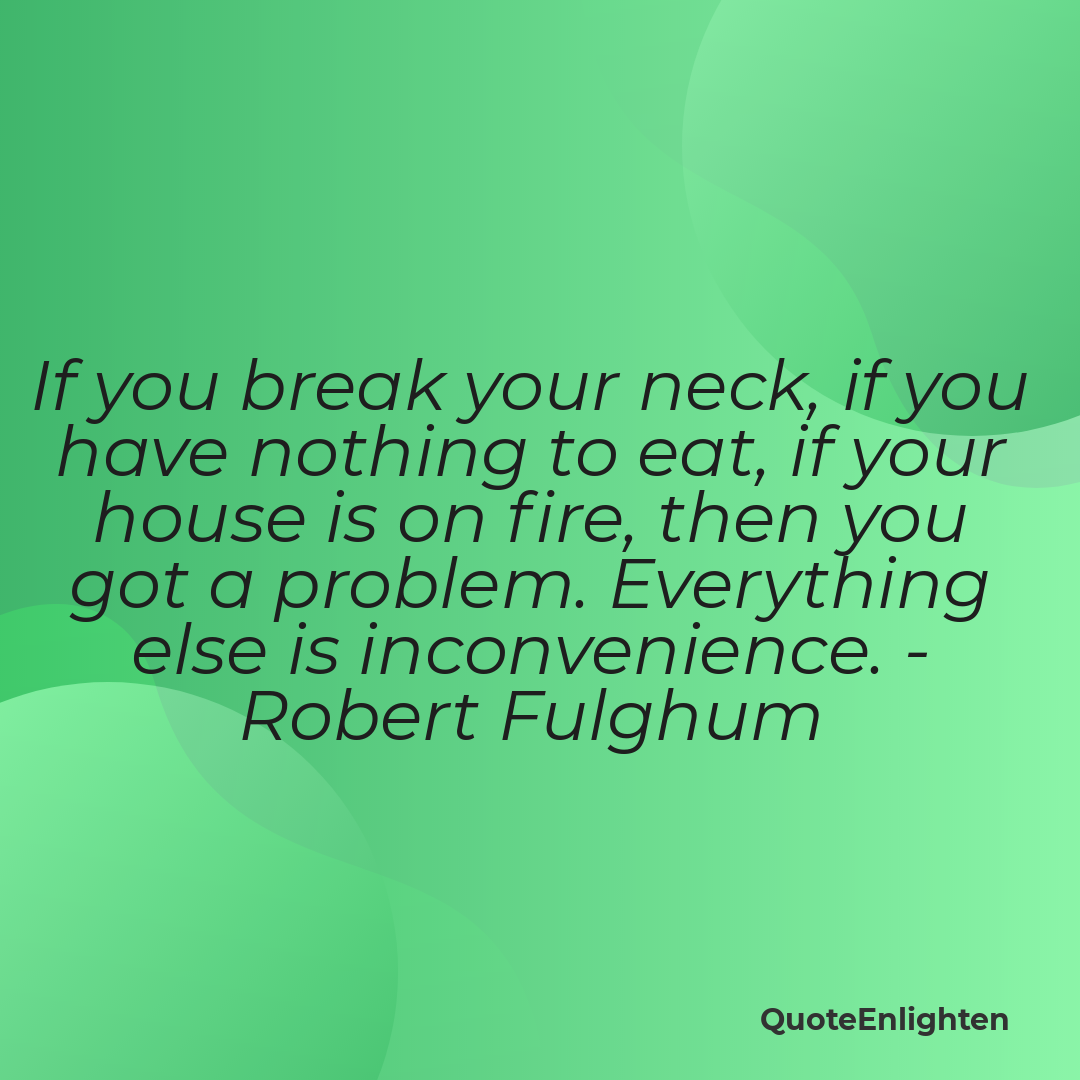 If you break your neck, if you
have nothing to eat, if your
house is on fire, then you
got a problem. Everything
else is inconvenience. -
Robert Fulghum
QuoteEnlighten